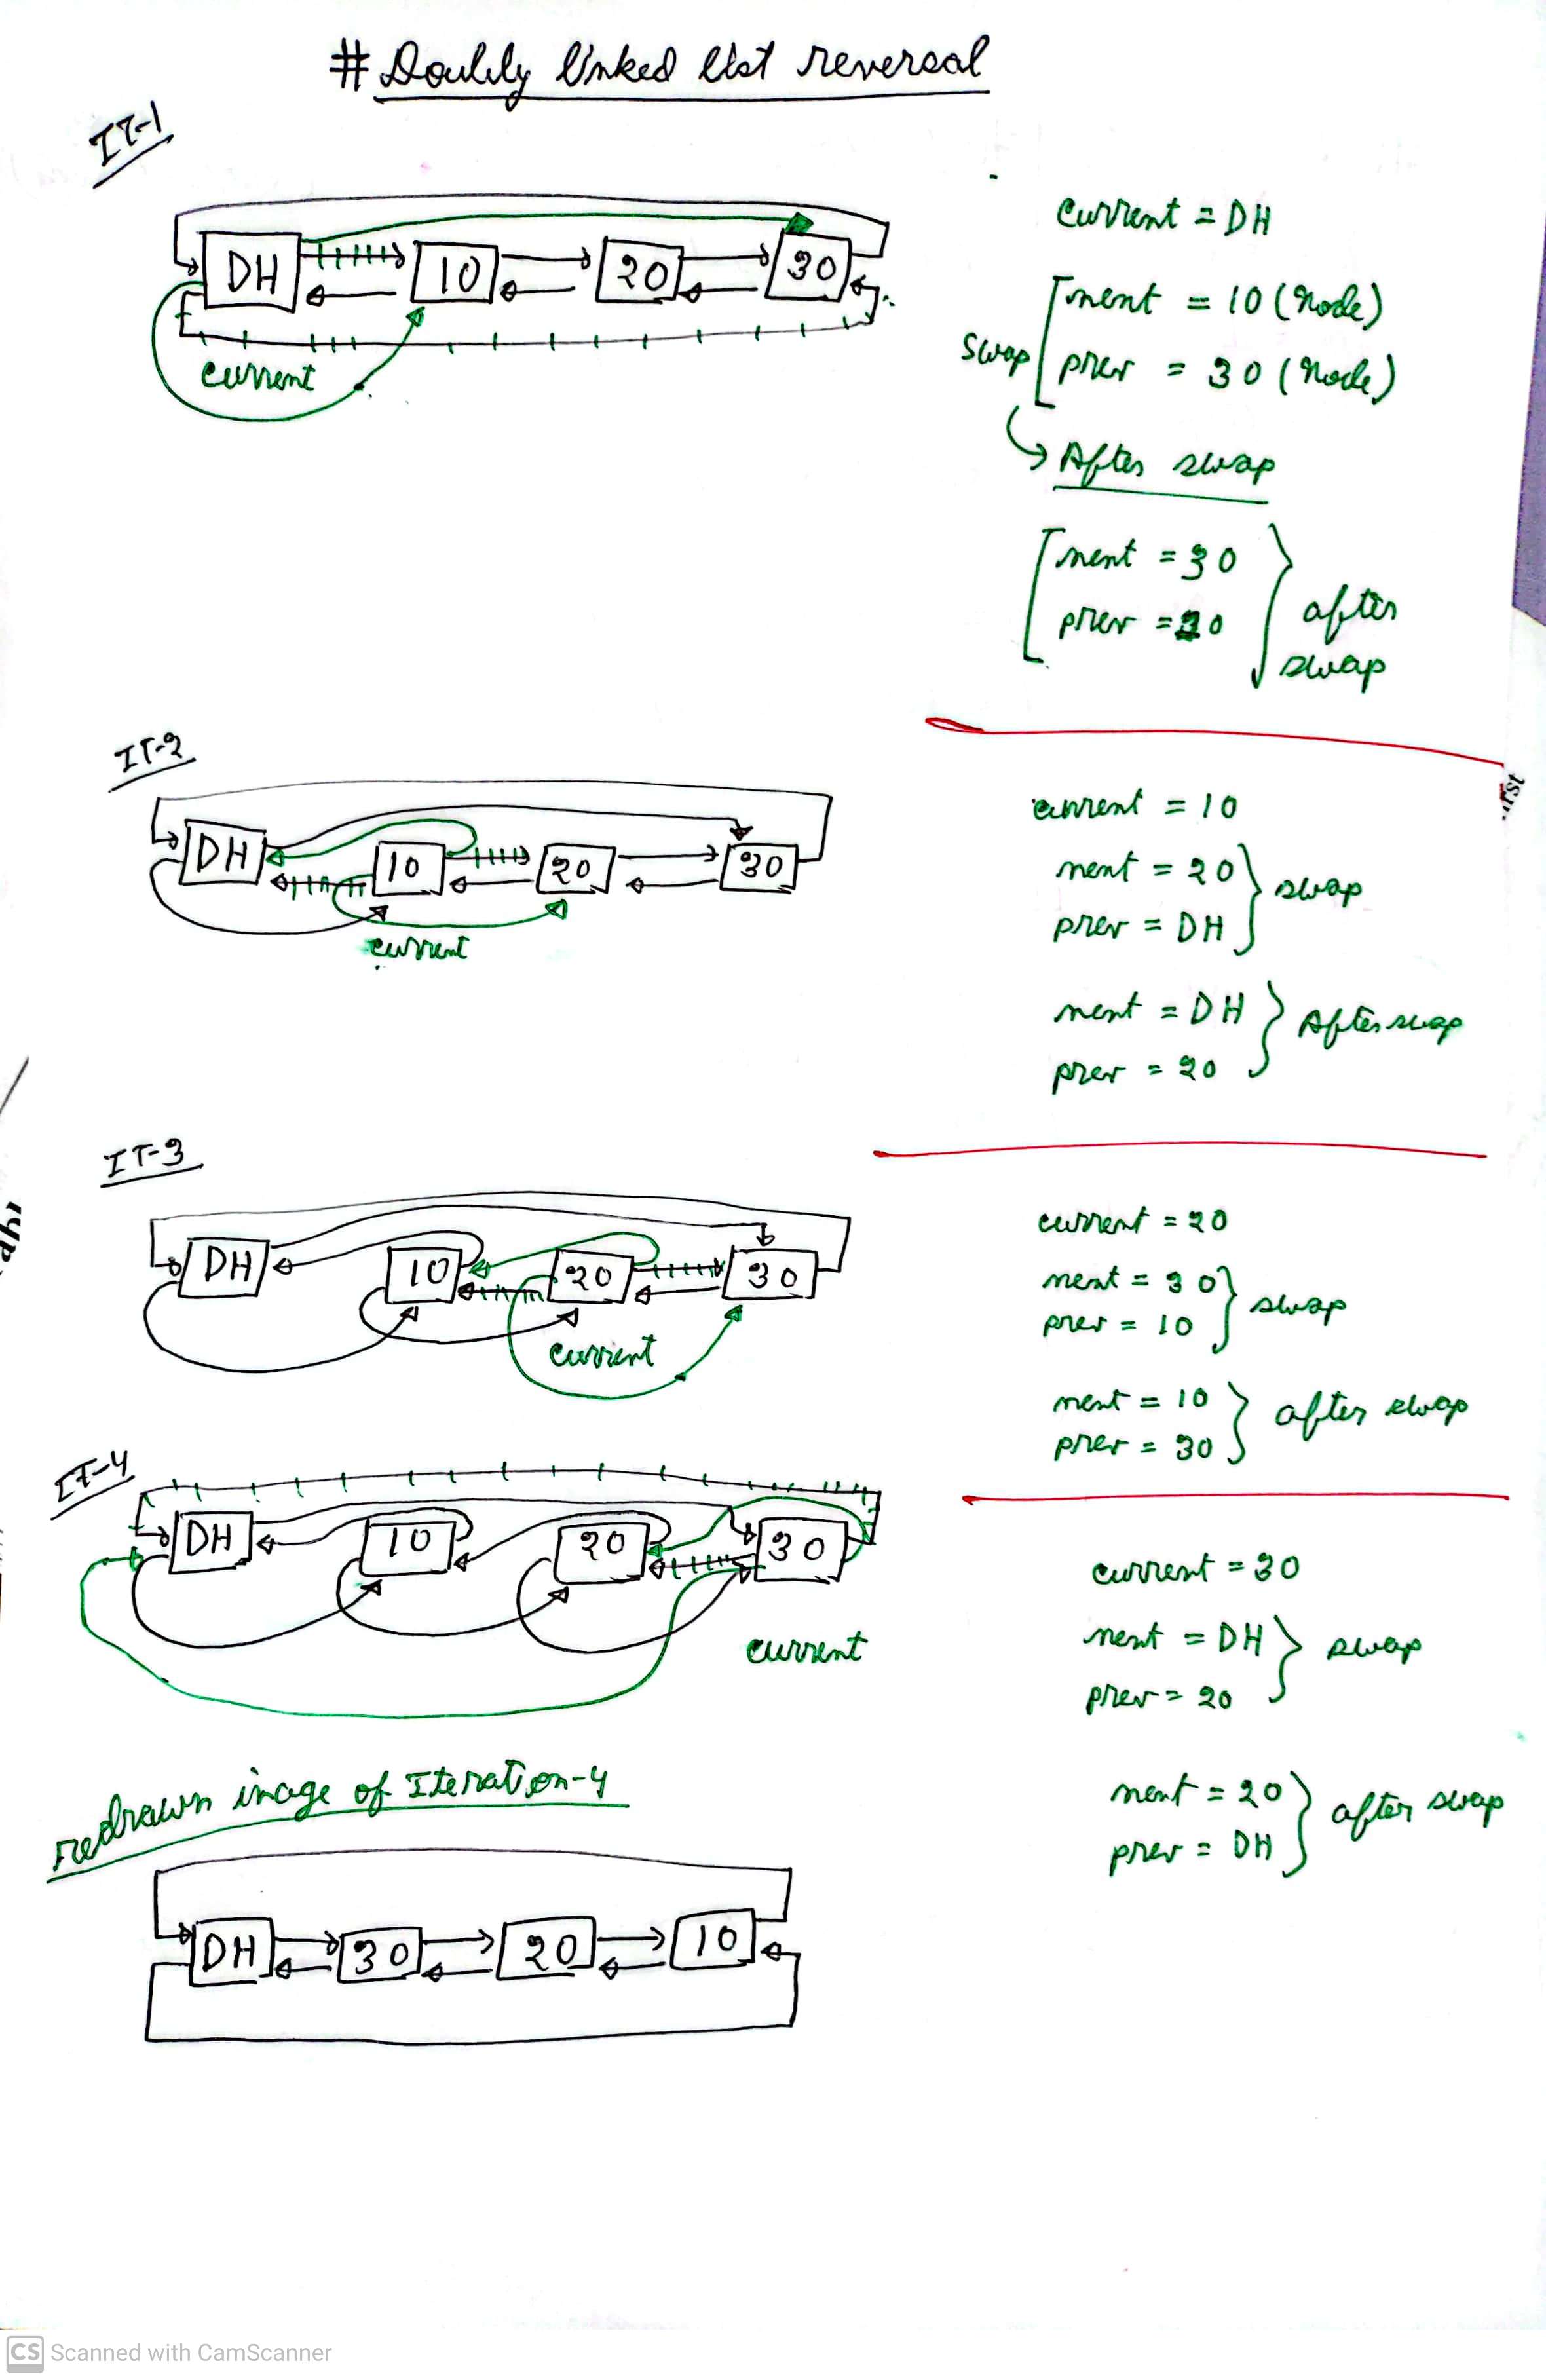 # Doubly linked list reversal
IT-1
DH 10 20 30
current
current = DH
next = 10 (node)
swap
prev = 30 (node)
After swap
next = 30
prev = 10
after
swap
IT-2
DH 10 20 30
current
current = 10
next = 20
swap
prev = DH
next = DH
After swap
prev = 20
IT-3
DH 10 20 30
current
current = 20
next = 30
swap
prev = 10
next = 10
after swap
prev = 30
IT-4
DH 10 20 30
current
current = 30
next = DH
swap
prev = 20
next = 20
after swap
prev = DH
redrawn image of Iteration-4
DH 30 20 10
CS Scanned with CamScanner